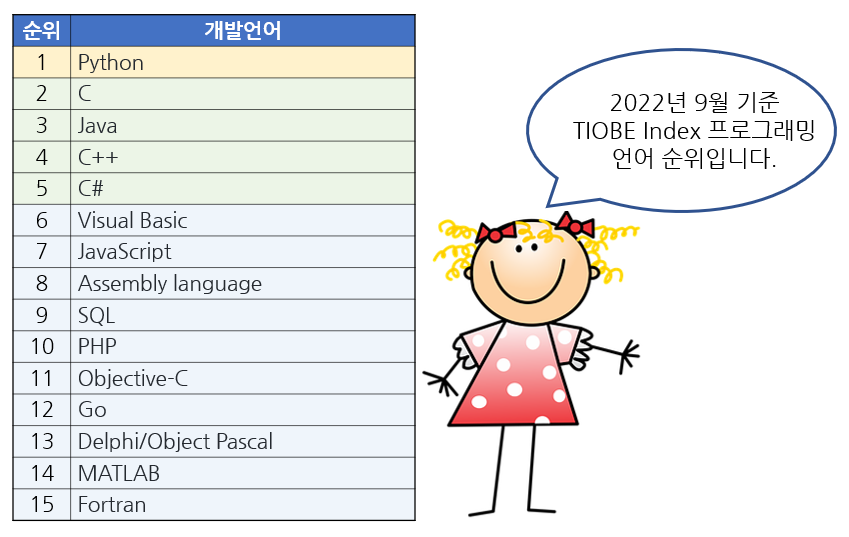 순위 개발언어
1 Python
2 C
3 Java
4 C++
5 C#
6 Visual Basic
7 JavaScript
8 Assembly language
9 SQL
10 PHP
11 Objective-C
12 Go
13 Delphi/Object Pascal
14 MATLAB
15 Fortran
2022년 9월 기준
TIOBE Index 프로그래밍
언어 순위입니다.